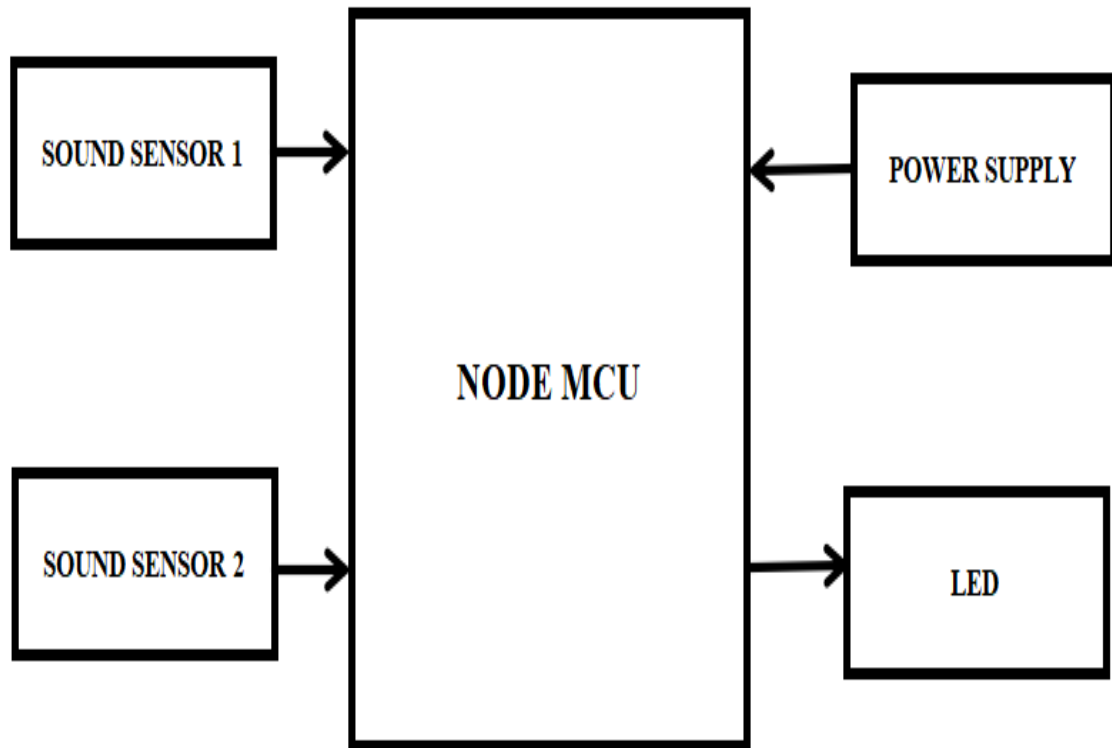 SOUND SENSOR 1
POWER SUPPLY
NODE MCU
SOUND SENSOR 2
LED